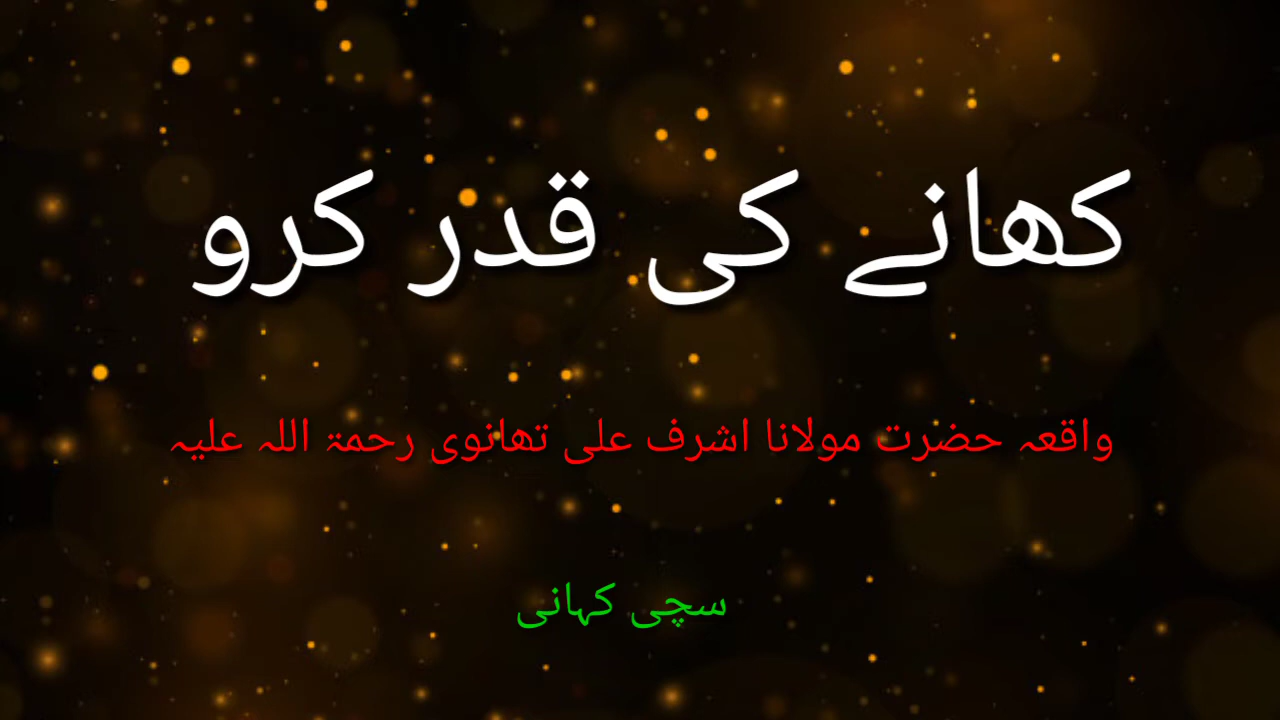 کھانے کی قدر کرو
واقعہ حضرت مولانا اشرف علی تھانوی رحمۃ اللہ علیہ
سچی کہانی